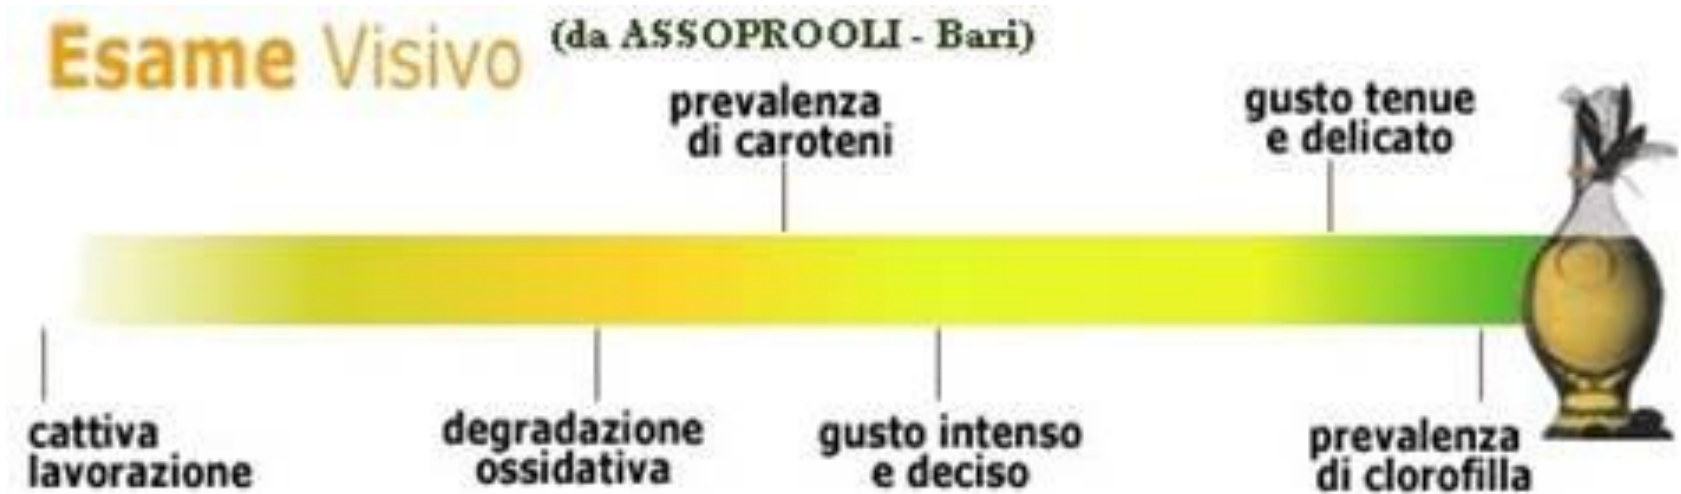 Esame Visivo (da ASSOPROOLI - Bari)
prevalenza
di caroteni
gusto tenue
e delicato
cattiva
lavorazione
degradazione
ossidativa
gusto intenso
e deciso
prevalenza
di clorofilla